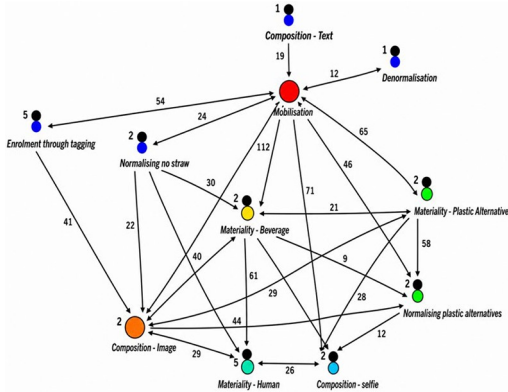 1
Composition - Text
19
1
Denormalisation
12
Mobilisation
5
Enrolment through tagging
54
2
Normalising no straw
24
65
112
46
30
71
2
Materiality - Plastic Alternative
2
Materiality - Beverage
21
41
22
58
40
61
9
29
28
2
Normalising plastic alternatives
2
Composition - Image
44
12
29
5
Materiality - Human
26
2
Composition - selfie